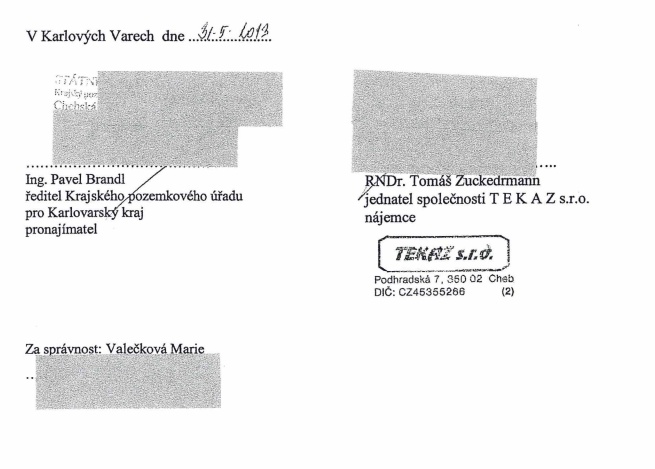 V Karlových Varech dne ...31.5. 2013...
STÁTNÍ
Krajský poz
Chebská
Ing. Pavel Brandl
ředitel Krajského pozemkového úřadu
pro Karlovarský kraj
pronajímatel
RNDr. Tomáš Zuckedrmann
jednatel společnosti T E K A Z s.r.o.
nájemce
TEKAZ s.r.o.
Podhradská 7, 350 02 Cheb
DIČ: CZ45355266 (2)
Za správnost: Valečková Marie